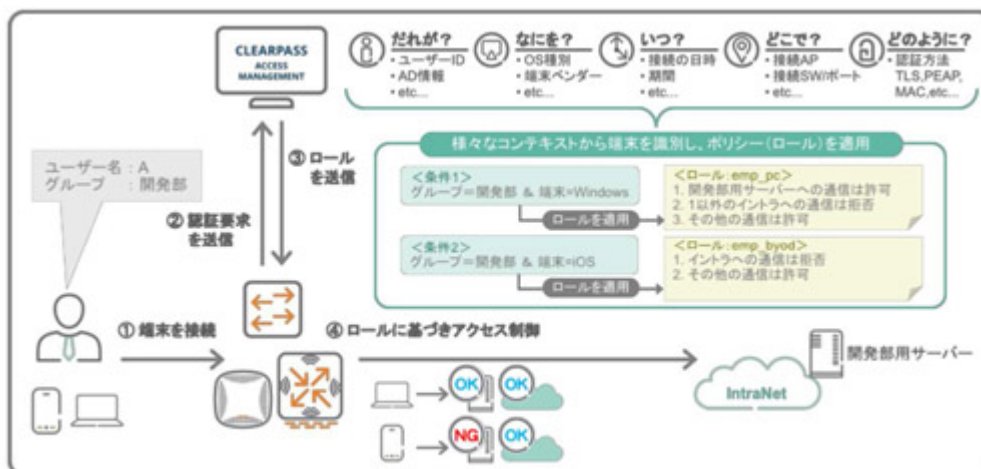 CLEARPASS
ACCESS
MANAGEMENT
だれが？
・ユーザーID
・AD情報
・etc...
なにを？
・OS種別
・端末ベンダー
・etc...
いつ？
・接続の日時
・期間
・etc...
どこで？
・接続AP
・接続SW/ポート
・etc...
どのように？
・認証方法
TLS,PEAP,
MAC,etc...
様々なコンテキストから端末を識別し、ポリシー（ロール）を適用
＜条件1＞
グループ＝開発部 & 端末=Windows
ロールを適用
＜ロール：emp_pc＞
1. 開発部用サーバーへの通信は許可
2. 1以外のイントラへの通信は拒否
3. その他の通信は許可
＜条件2＞
グループ＝開発部 & 端末=iOS
ロールを適用
＜ロール：emp_byod＞
1. イントラへの通信は拒否
2. その他の通信は許可
ユーザー名：A
グループ　：開発部
② 認証要求
を送信
③ ロール
を送信
① 端末を接続
④ ロールに基づきアクセス制御
OK
OK
NG
OK
開発部用サーバー
IntraNet